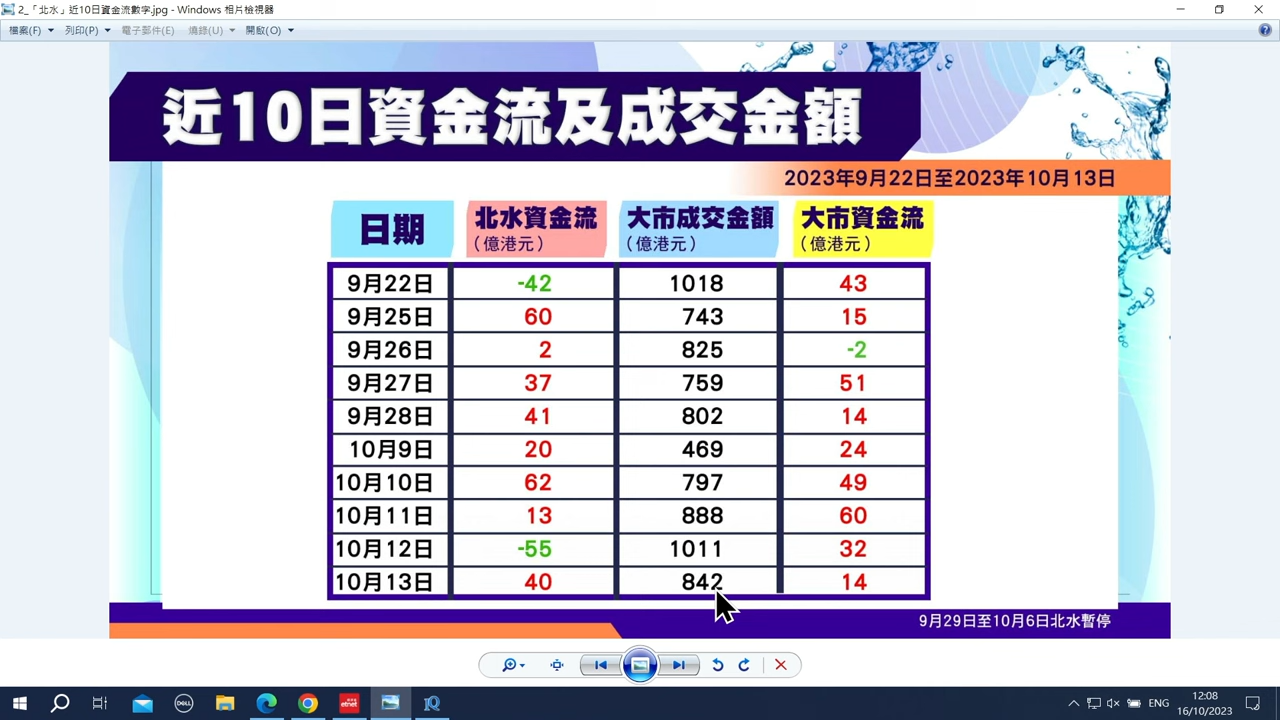 2_「北水」近10日資金流數字.jpg - Windows 相片檢視器
檔案(F) 列印(P) 電子郵件(E) 燒錄(U) 開啟(O)
近10日資金流及成交金額
2023年9月22日至2023年10月13日
日期 北水資金流 大市成交金額 大市資金流
（億港元） （億港元） （億港元）
9月22日 -42 1018 43
9月25日 60 743 15
9月26日 2 825 -2
9月27日 37 759 51
9月28日 41 802 14
10月9日 20 469 24
10月10日 62 797 49
10月11日 13 888 60
10月12日 -55 1011 32
10月13日 40 842 14
9月29日至10月6日北水暫停
DELL etnet IQ ENG 12:08
16/10/2023